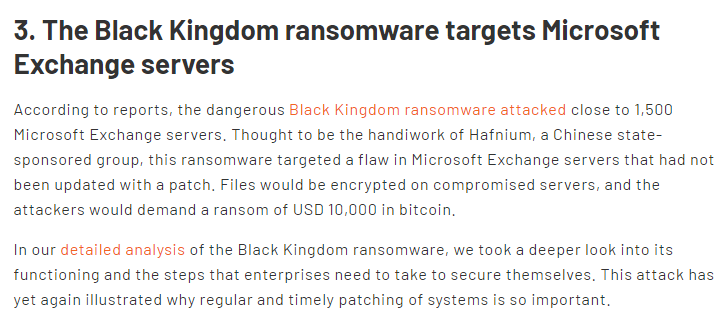 3. The Black Kingdom ransomware targets Microsoft
Exchange servers
According to reports, the dangerous Black Kingdom ransomware attacked close to 1,500
Microsoft Exchange servers. Thought to be the handiwork of Hafnium, a Chinese state-
sponsored group, this ransomware targeted a flaw in Microsoft Exchange servers that had not
been updated with a patch. Files would be encrypted on compromised servers, and the
attackers would demand a ransom of USD 10,000 in bitcoin.
In our detailed analysis of the Black Kingdom ransomware, we took a deeper look into its
functioning and the steps that enterprises need to take to secure themselves. This attack has
yet again illustrated why regular and timely patching of systems is so important.